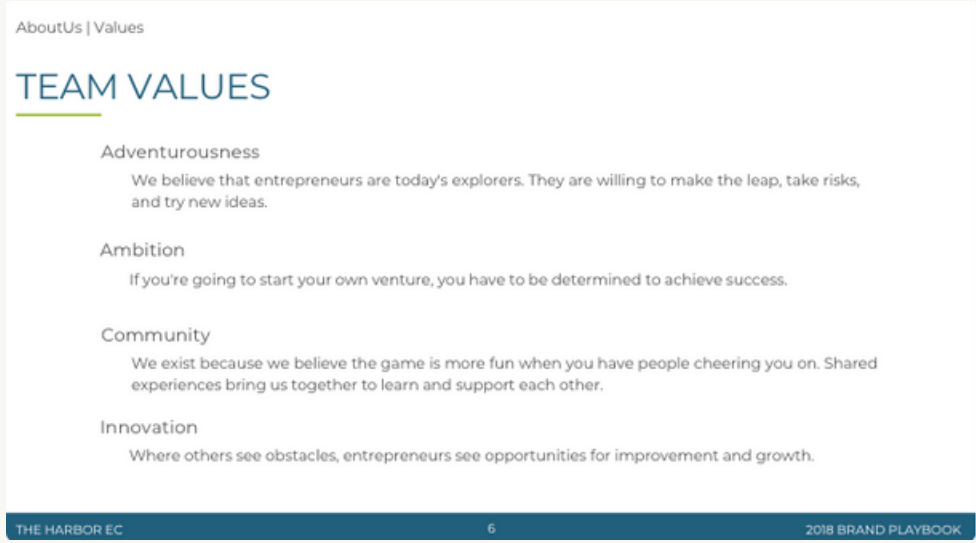 AboutUs | Values
TEAM VALUES
Adventurousness
We believe that entrepreneurs are today's explorers. They are willing to make the leap, take risks,
and try new ideas.
Ambition
If you're going to start your own venture, you have to be determined to achieve success.
Community
We exist because we believe the game is more fun when you have people cheering you on. Shared
experiences bring us together to learn and support each other.
Innovation
Where others see obstacles, entrepreneurs see opportunities for improvement and growth.
THE HARBOR EC 6 2018 BRAND PLAYBOOK